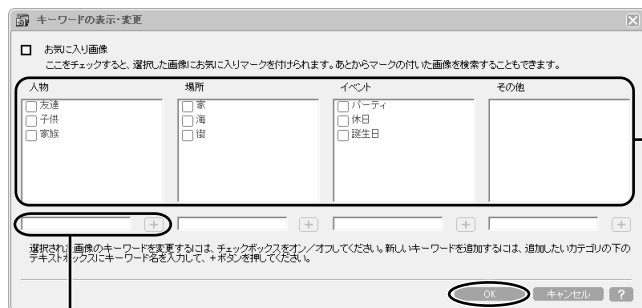 キーワードの表示・変更
お気に入り画像
ここをチェックすると、選択した画像にお気に入りマークを付けられます。あとからマークの付いた画像を検索することもできます。
人物 場所 イベント その他
友達 家 パーティ
子供 海 休日
家族 街 誕生日
+ + + +
選択された画像のキーワードを変更するには、チェックボックスをオン/オフしてください。新しいキーワードを追加するには、追加したいカテゴリの下の
テキストボックスにキーワード名を入力して、+ボタンを押してください。
OK キャンセル ?